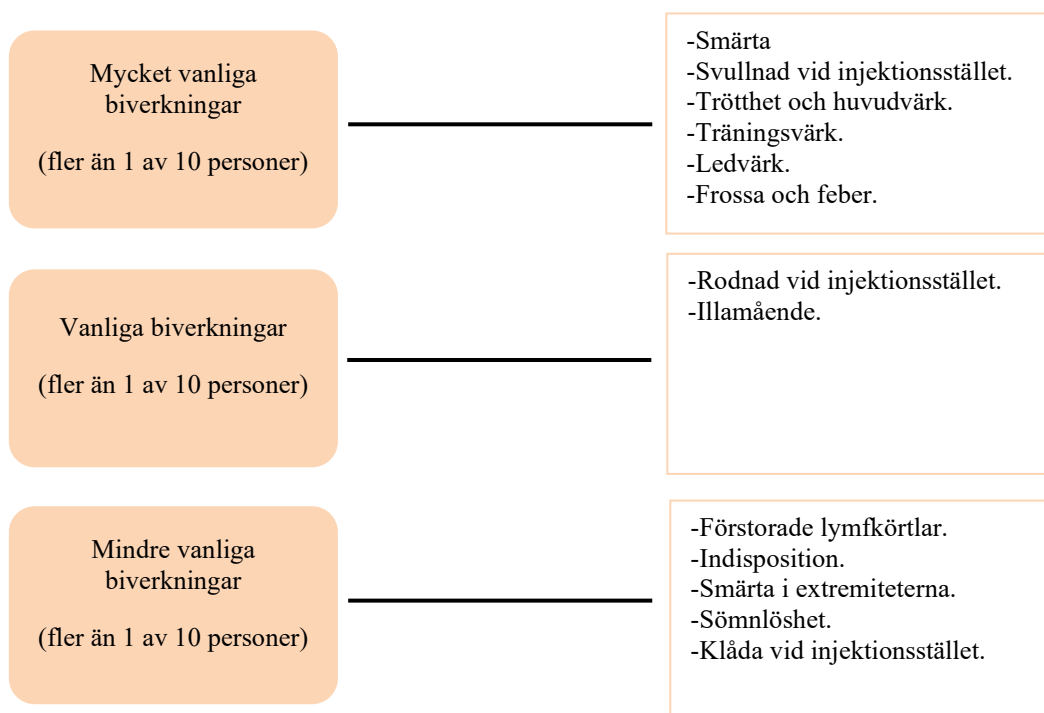 Mycket vanliga
biverkningar
(fler än 1 av 10 personer)
-Smärta
-Svullnad vid injektionsstället.
-Trötthet och huvudvärk.
-Träningsvärk.
-Ledvärk.
-Frossa och feber.
Vanliga biverkningar
(fler än 1 av 10 personer)
-Rodnad vid injektionsstället.
-Illamående.
Mindre vanliga
biverkningar
(fler än 1 av 10 personer)
-Förstorade lymfkörtlar.
-Indisposition.
-Smärta i extremiteterna.
-Sömnlöshet.
-Klåda vid injektionsstället.